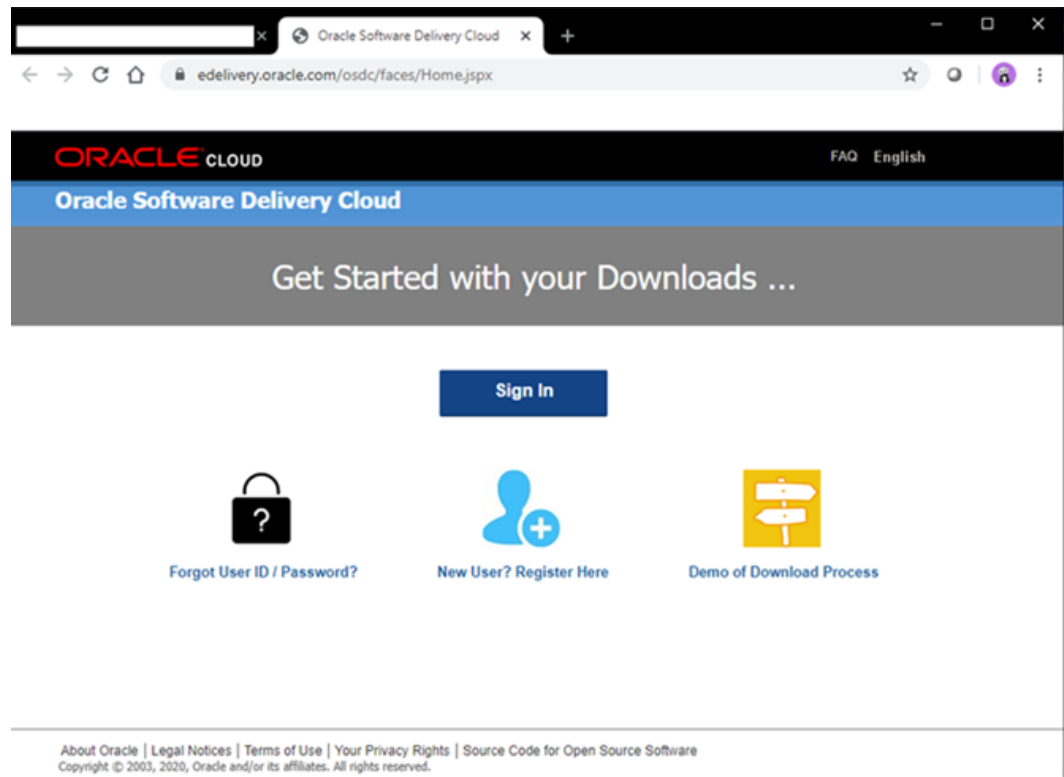 Oracle Software Delivery Cloud
edelivery.oracle.com/osdc/faces/Home.jspx
ORACLE CLOUD
FAQ English
Oracle Software Delivery Cloud
Get Started with your Downloads ...
Sign In
?
Forgot User ID / Password?
New User? Register Here
Demo of Download Process
About Oracle | Legal Notices | Terms of Use | Your Privacy Rights | Source Code for Open Source Software
Copyright © 2003, 2020, Oracle and/or its affiliates. All rights reserved.